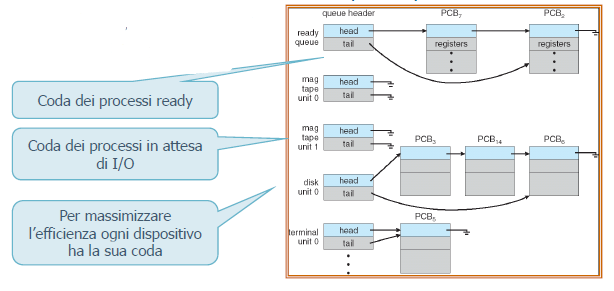 queue header
PCB7
PCB2
ready
queue
head
tail
registers
registers
mag
tape
unit 0
head
tail
mag
tape
unit 1
head
tail
PCB3
PCB14
PCB6
disk
unit 0
head
tail
PCB5
terminal
unit 0
head
tail
Coda dei processi ready
Coda dei processi in attesa
di I/O
Per massimizzare
l'efficienza ogni dispositivo
ha la sua coda